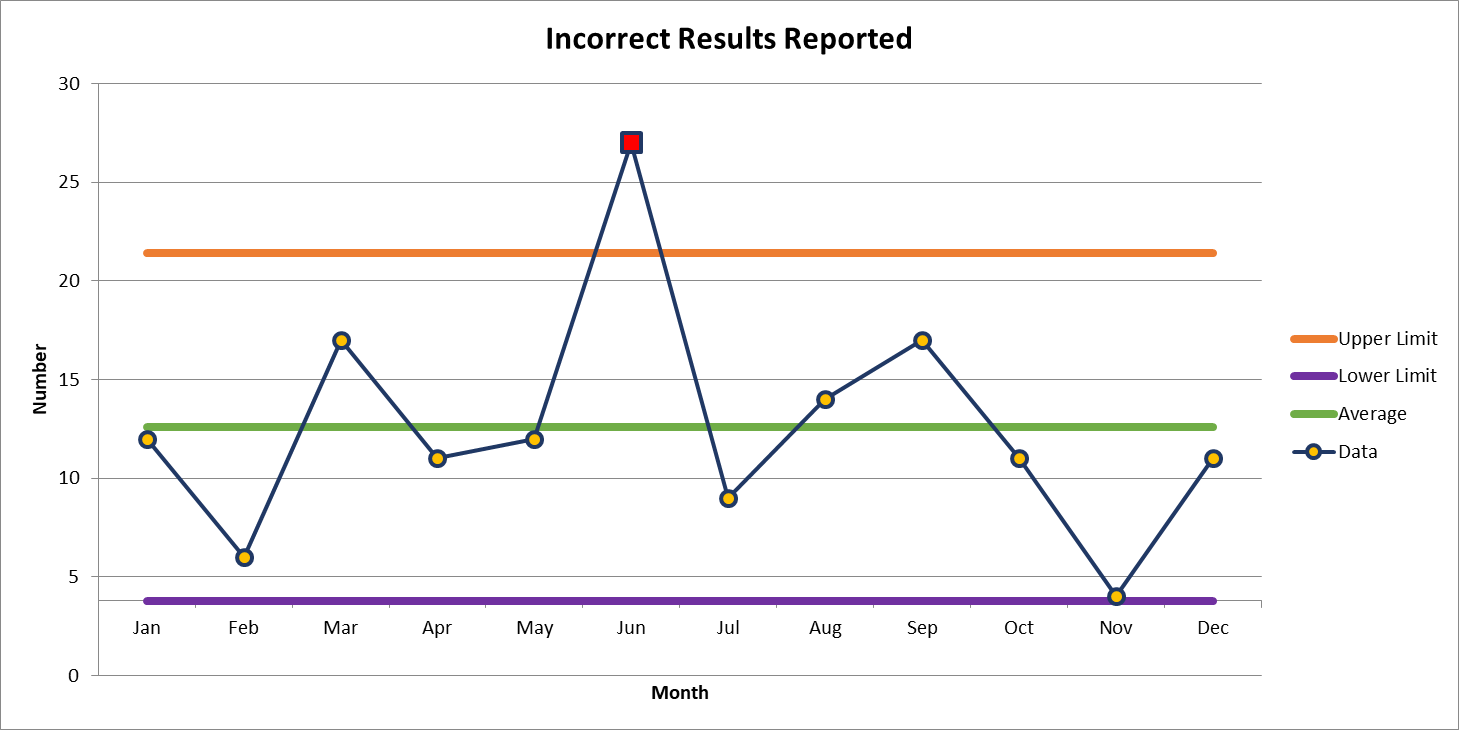 Incorrect Results Reported
30
25
20
15
10
5
0
Number
Jan Feb Mar Apr May Jun Jul Aug Sep Oct Nov Dec
Month
Upper Limit
Lower Limit
Average
Data